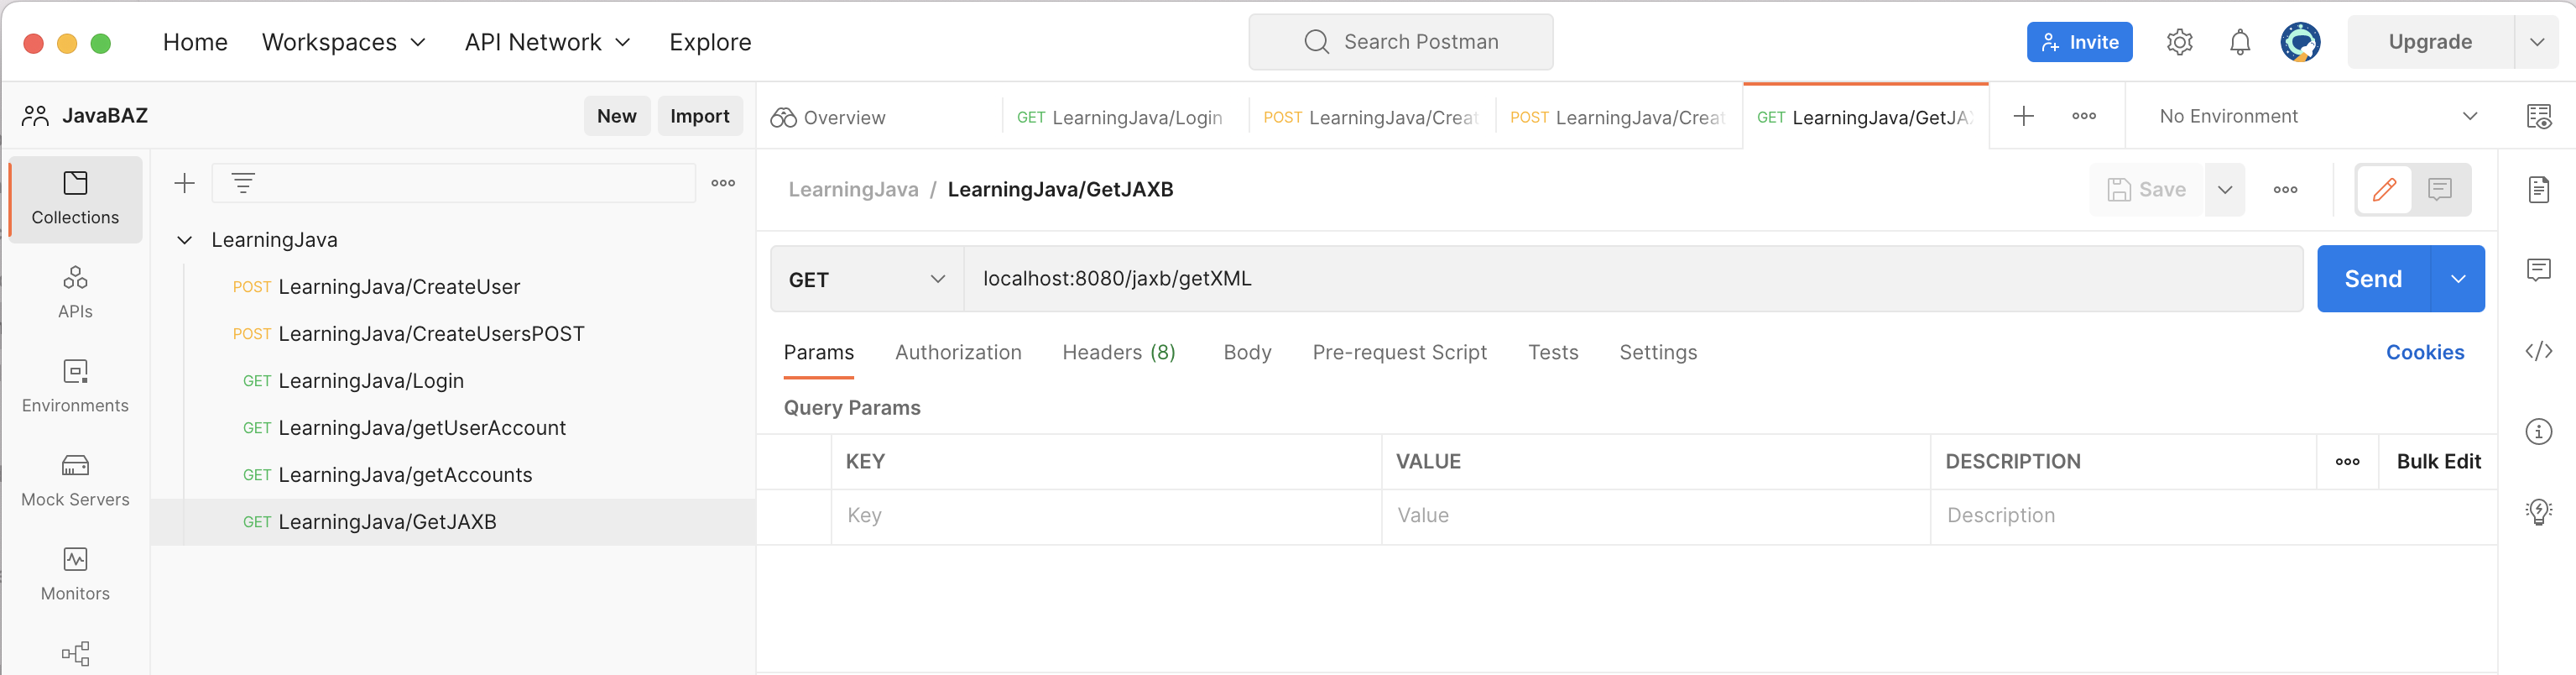 Home Workspaces API Network Explore Search Postman Invite Upgrade
JavaBAZ New Import
Overview GET LearningJava/Login POST LearningJava/Creat POST LearningJava/Creat GET LearningJava/GetJAX No Environment
Collections
APIs
Environments
Mock Servers
Monitors
LearningJava
POST LearningJava/CreateUser
POST LearningJava/CreateUsersPOST
GET LearningJava/Login
GET LearningJava/getUserAccount
GET LearningJava/getAccounts
GET LearningJava/GetJAXB
LearningJava / LearningJava/GetJAXB Save
GET localhost:8080/jaxb/getXML Send
Params Authorization Headers (8) Body Pre-request Script Tests Settings Cookies
Query Params
KEY VALUE DESCRIPTION Bulk Edit
Key Value Description